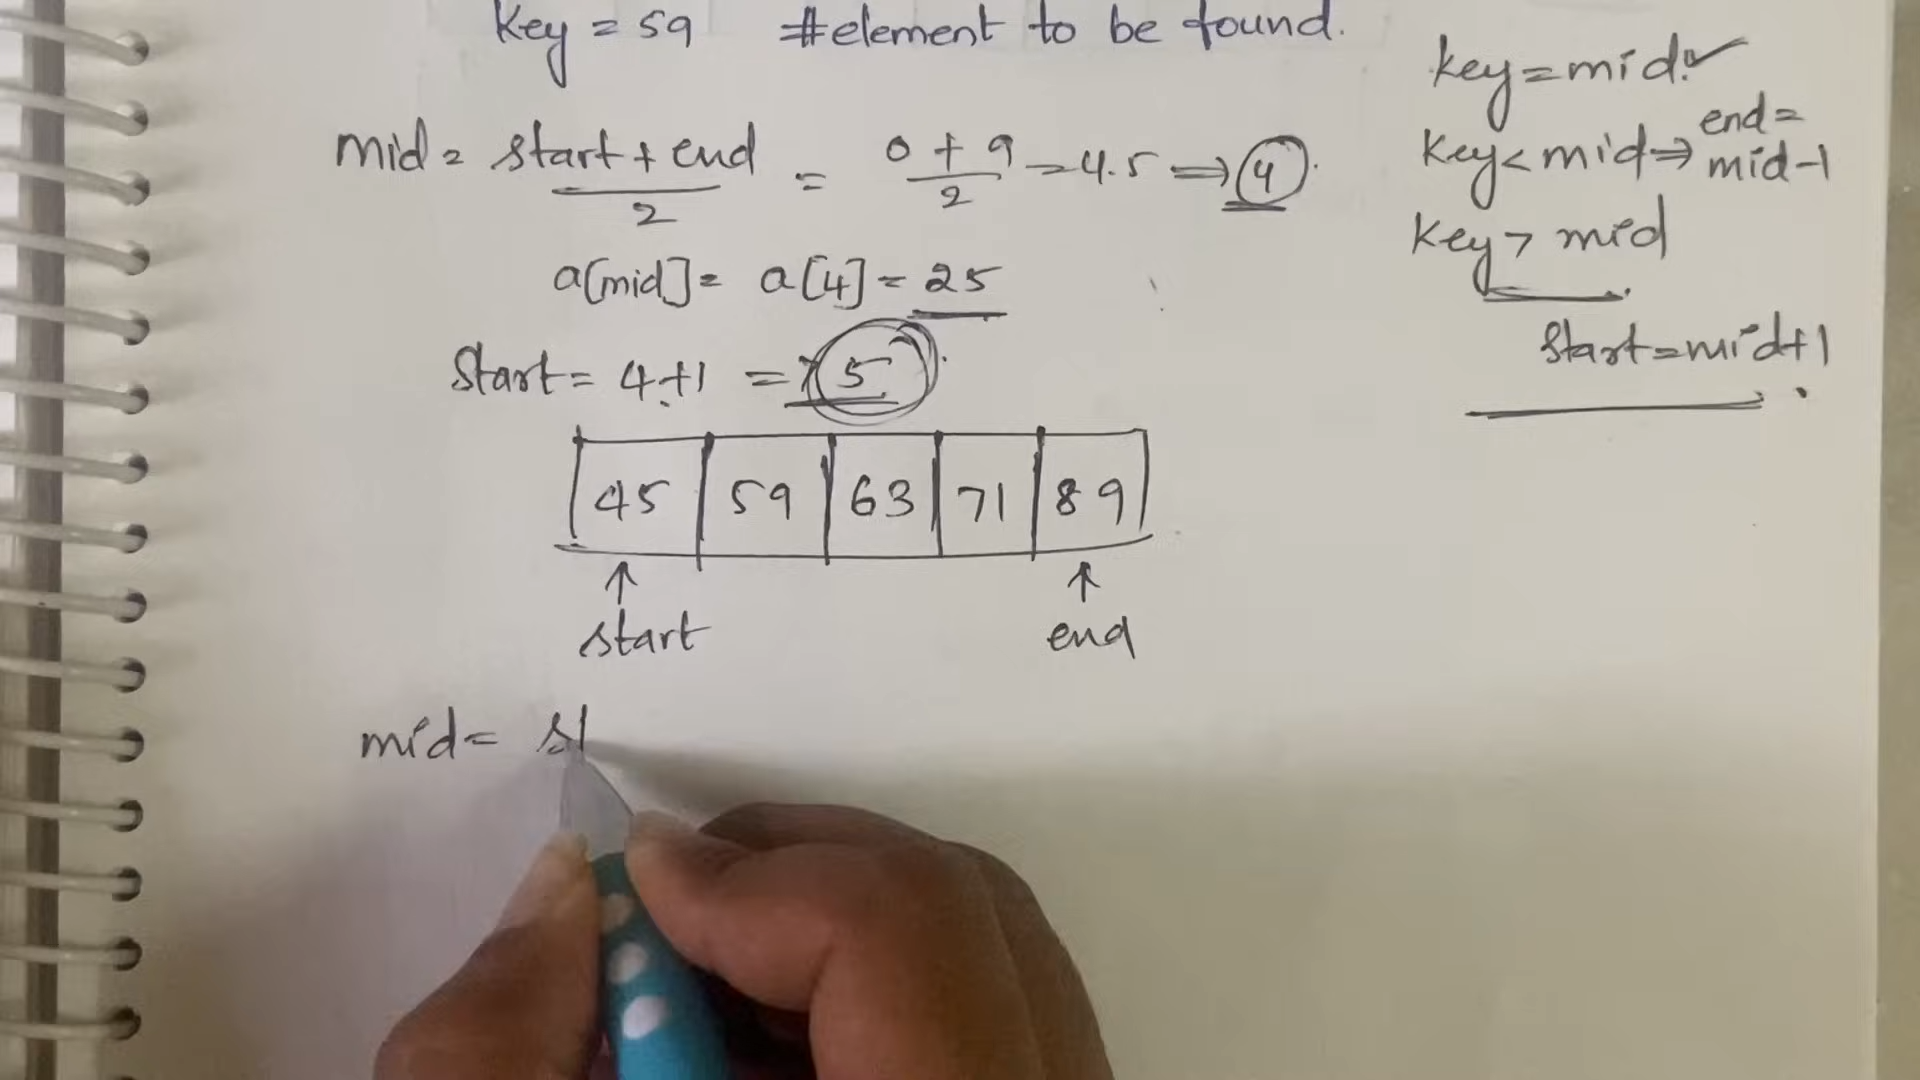 Key = 59 #element to be found.
mid = start + end / 2 = 0 + 9 / 2 = 4.5 => 4
a[mid] = a[4] = 25
Start = 4+1 = 5
45 59 63 71 89
start end
mid = st
key = mid
key < mid => end = mid-1
key > mid
Start = mid+1